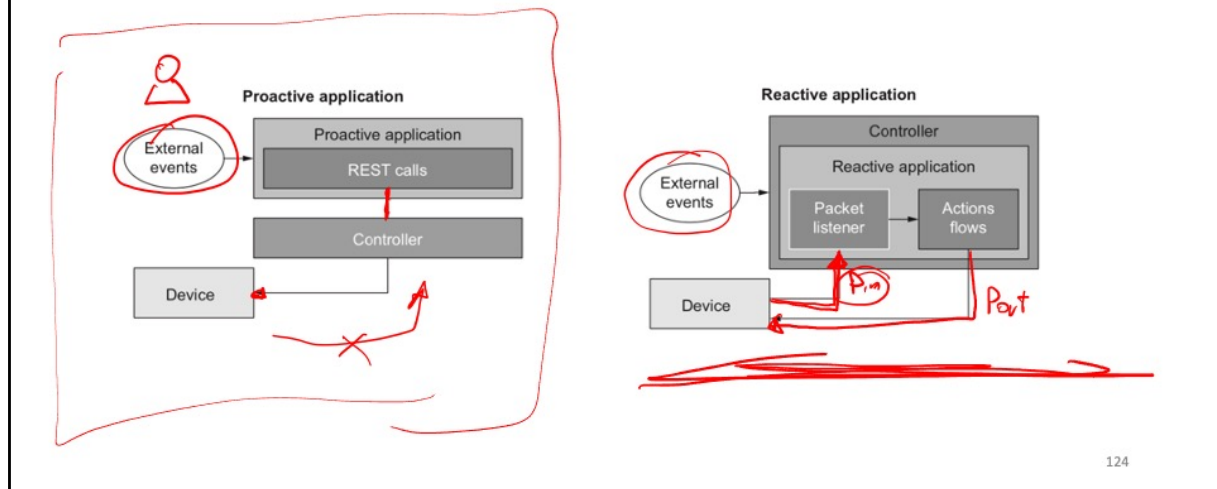 Proactive application
External
events
Proactive application
REST calls
Controller
Device
Reactive application
External
events
Controller
Reactive application
Packet
listener
Actions
flows
Device
Pin
Pout
124